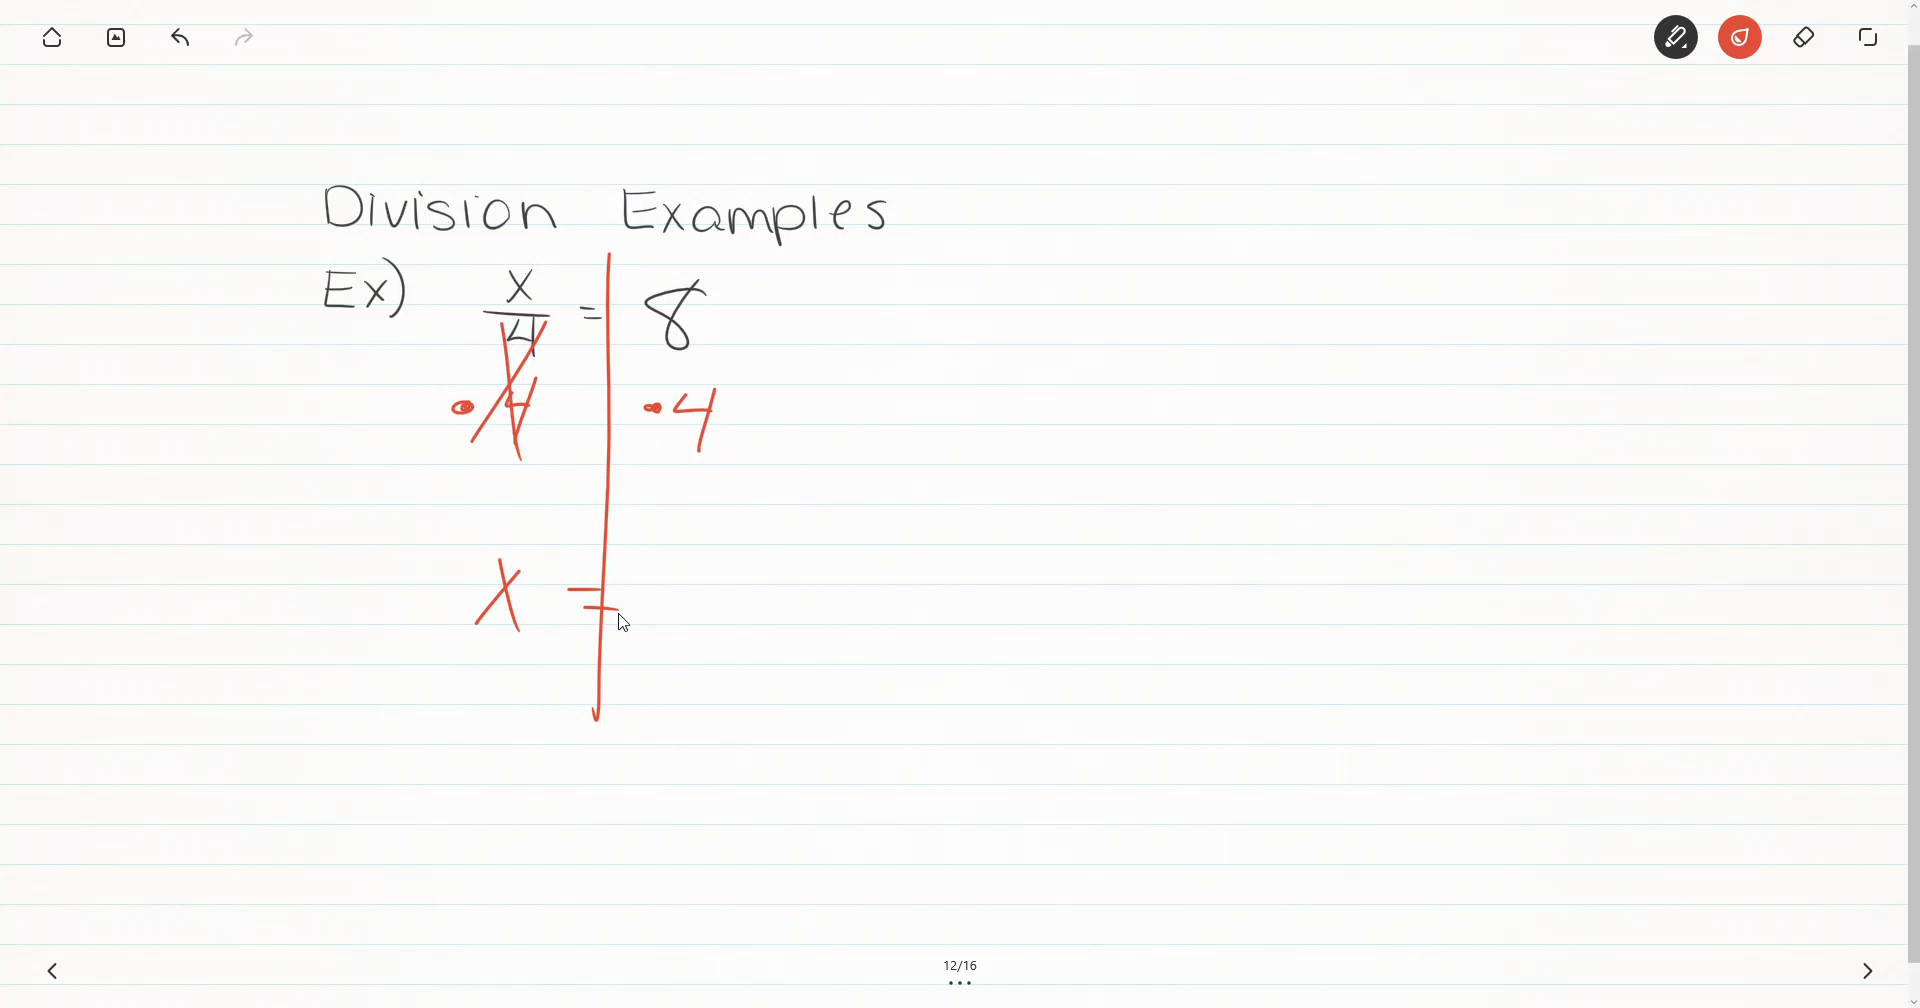 Division Examples
Ex) x/4 = 8
• 4 • 4
x =
12/16